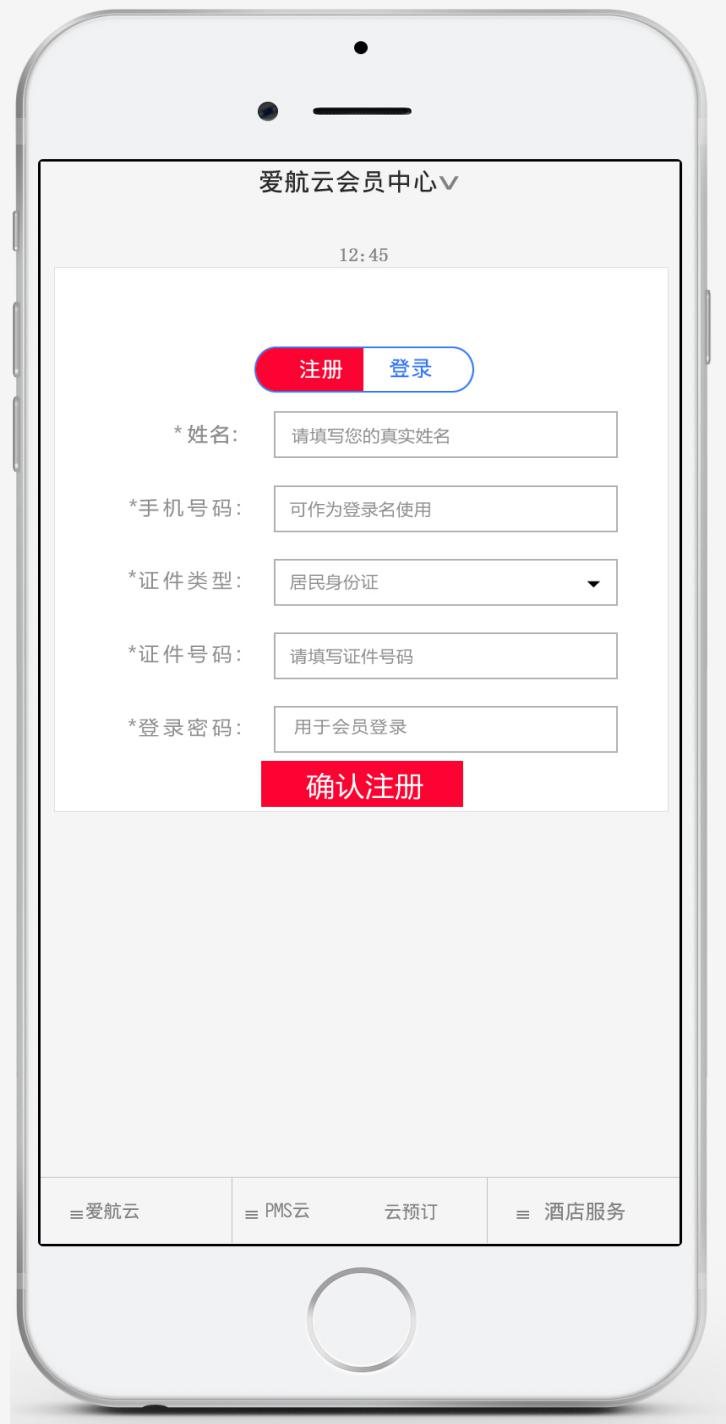 爱航云会员中心
12:45
注册 登录
*姓名: 请填写您的真实姓名
*手机号码: 可作为登录名使用
*证件类型: 居民身份证
*证件号码: 请填写证件号码
*登录密码: 用于会员登录
确认注册
爱航云 PMS云 云预订 酒店服务